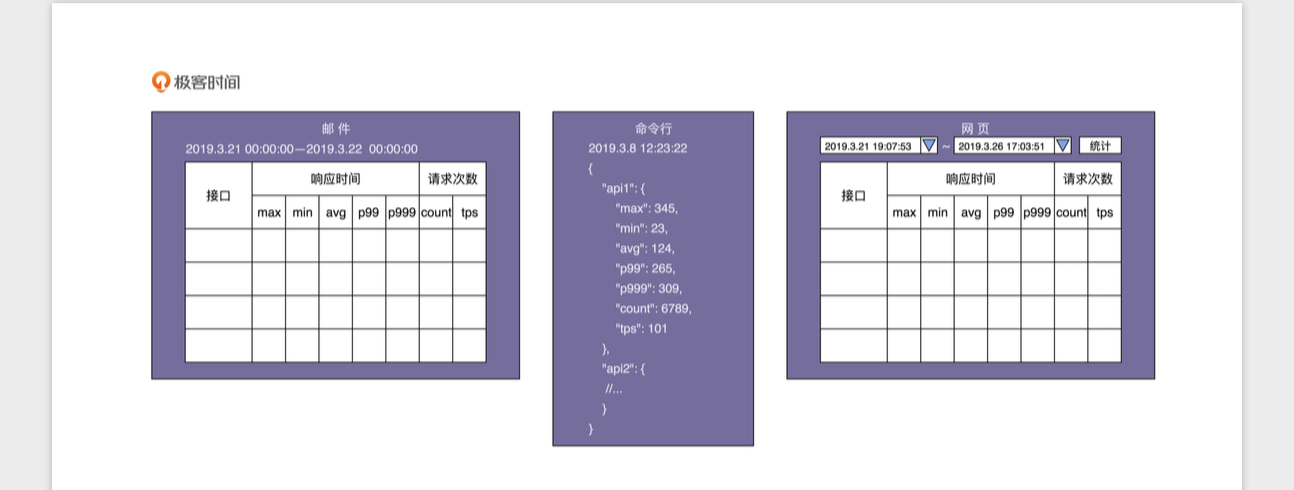 极客时间
邮 件
2019.3.21 00:00:00—2019.3.22 00:00:00
接口 响应时间 请求次数
max min avg p99 p999 count tps
命令行
2019.3.8 12:23:22
{
"api1": {
"max": 345,
"min": 23,
"avg": 124,
"p99": 265,
"p999": 309,
"count": 6789,
"tps": 101
},
"api2": {
//...
}
}
网 页
2019.3.21 19:07:53 ~ 2019.3.26 17:03:51 统计
接口 响应时间 请求次数
max min avg p99 p999 count tps